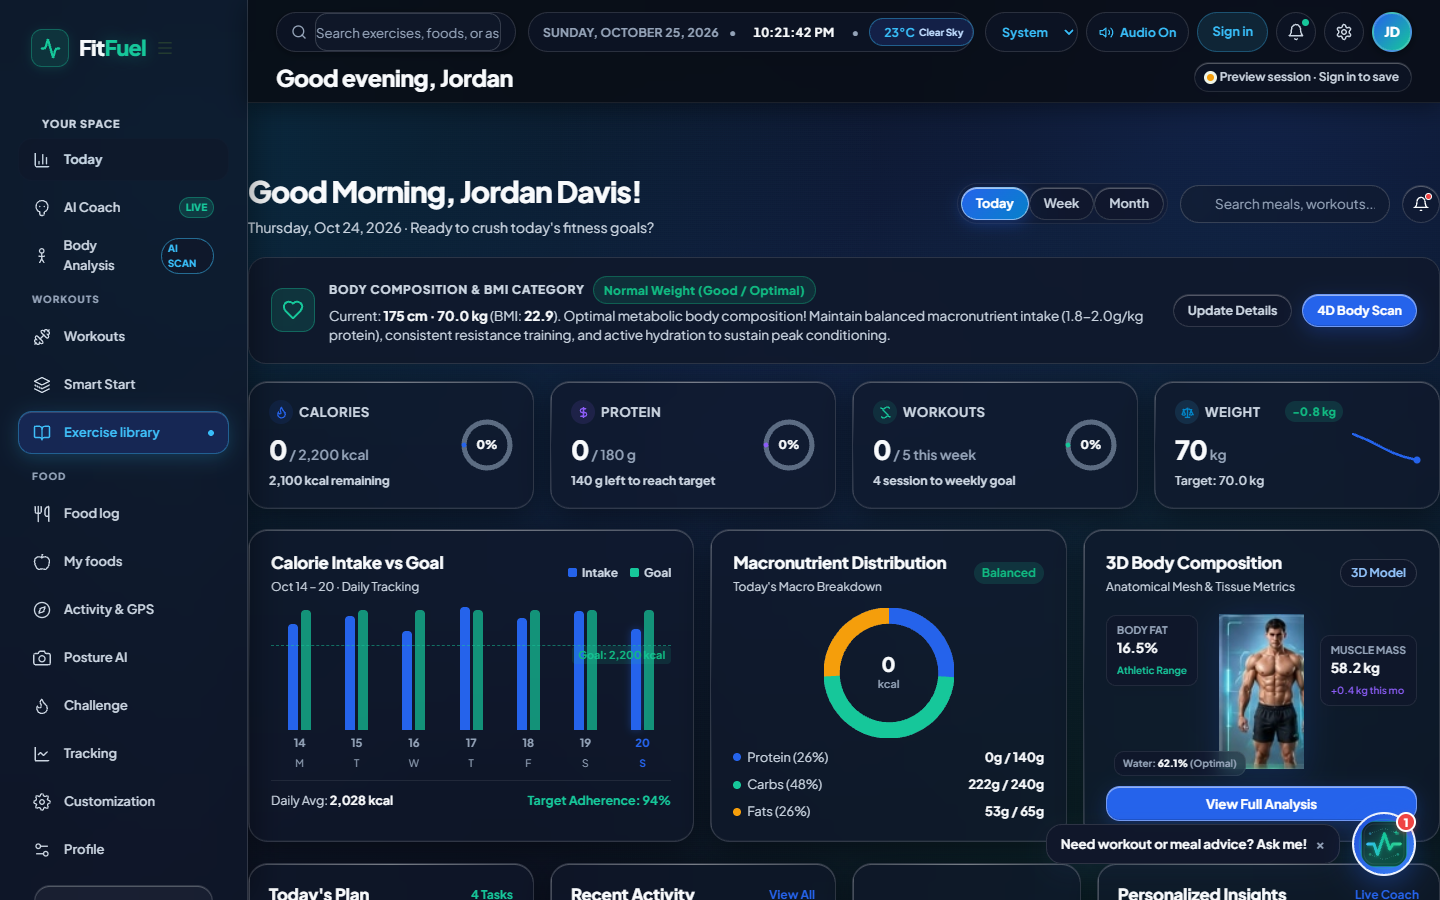 FitFuel
YOUR SPACE
Today
AI Coach
LIVE
Body Analysis
AI SCAN
WORKOUTS
Workouts
Smart Start
Exercise library
FOOD
Food log
My foods
Activity & GPS
Posture AI
Challenge
Tracking
Customization
Profile
Search exercises, foods, or as
SUNDAY, OCTOBER 25, 2026 • 10:21:42 PM •
23°C Clear Sky
System
Audio On
Sign in
JD
Good evening, Jordan
Preview session · Sign in to save
Good Morning, Jordan Davis!
Thursday, Oct 24, 2026 · Ready to crush today's fitness goals?
Today
Week
Month
Search meals, workouts...
BODY COMPOSITION & BMI CATEGORY
Normal Weight (Good / Optimal)
Current: 175 cm · 70.0 kg (BMI: 22.9). Optimal metabolic body composition! Maintain balanced macronutrient intake (1.8–2.0g/kg
protein), consistent resistance training, and active hydration to sustain peak conditioning.
Update Details
4D Body Scan
CALORIES
0 / 2,200 kcal
2,100 kcal remaining
0%
PROTEIN
0 / 180 g
140 g left to reach target
0%
WORKOUTS
0 / 5 this week
4 session to weekly goal
0%
WEIGHT
−0.8 kg
70 kg
Target: 70.0 kg
Calorie Intake vs Goal
Oct 14 – 20 · Daily Tracking
Intake
Goal
Goal: 2,200 kcal
14 15 16 17 18 19 20
M T W T F S S
Daily Avg: 2,028 kcal
Target Adherence: 94%
Macronutrient Distribution
Today's Macro Breakdown
Balanced
0
kcal
Protein (26%) 0g / 140g
Carbs (48%) 222g / 240g
Fats (26%) 53g / 65g
3D Body Composition
Anatomical Mesh & Tissue Metrics
3D Model
BODY FAT
16.5%
Athletic Range
MUSCLE MASS
58.2 kg
+0.4 kg this mo
Water: 62.1% (Optimal)
View Full Analysis
Need workout or meal advice? Ask me! ×
1
Today's Plan
4 Tasks
Recent Activity
View All
Personalized Insights
Live Coach